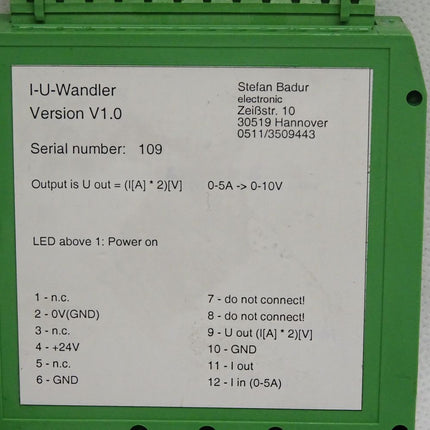 I-U-Wandler
Version V1.0
Stefan Badur
electronic
Zeißstr. 10
30519 Hannover
0511/3509443
Serial number: 109
Output is U out = (I[A] * 2)[V] 0-5A -> 0-10V
LED above 1: Power on
1 - n.c.
2 - 0V(GND)
3 - n.c.
4 - +24V
5 - n.c.
6 - GND
7 - do not connect!
8 - do not connect!
9 - U out (I[A] * 2)[V]
10 - GND
11 - I out
12 - I in (0-5A)